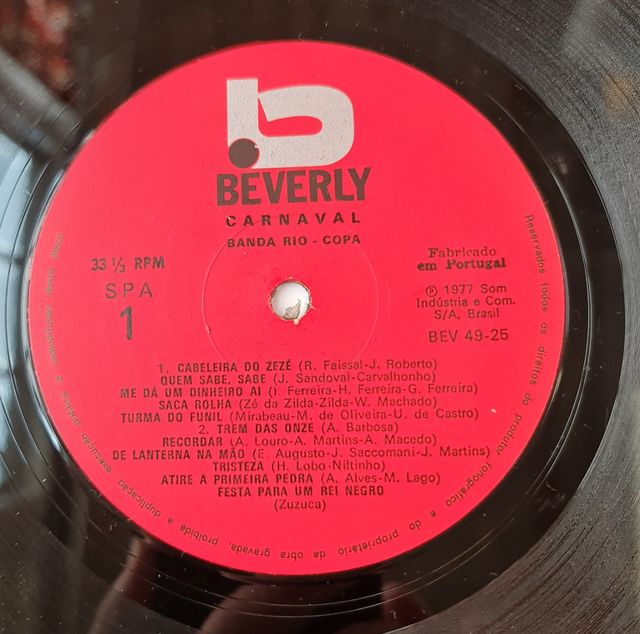 b
BEVERLY
CARNAVAL
BANDA RIO - COPA
33 1/3 RPM
SPA
1
Fabricado
em Portugal
℗ 1977 Som
Indústria e Com.
S/A. Brasil
BEV 49-25
1. CABELEIRA DO ZEZÉ (R. Faissal-J. Roberto)
QUEM SABE, SABE (J. Sandoval-Carvalhonho)
ME DÁ UM DINHEIRO AI (I. Ferreira-H. Ferreira-G. Ferreira)
SACA ROLHA (Zé da Zilda-Zilda-W. Machado)
TURMA DO FUNIL (Mirabeau-M. de Oliveira-U. de Castro)
2. TREM DAS ONZE (A. Barbosa)
RECORDAR (A. Louro-A. Martins-A. Macedo)
DE LANTERNA NA MÃO (E. Augusto-J. Saccomani-J. Martins)
TRISTEZA (H. Lobo-Niltinho)
ATIRE A PRIMEIRA PEDRA (A. Alves-M. Lago)
FESTA PARA UM REI NEGRO
(Zuzuca)
Reservados todos os direitos do produtor fonográfico e do proprietario da obra gravada. proibida a duplicação, execução pública e